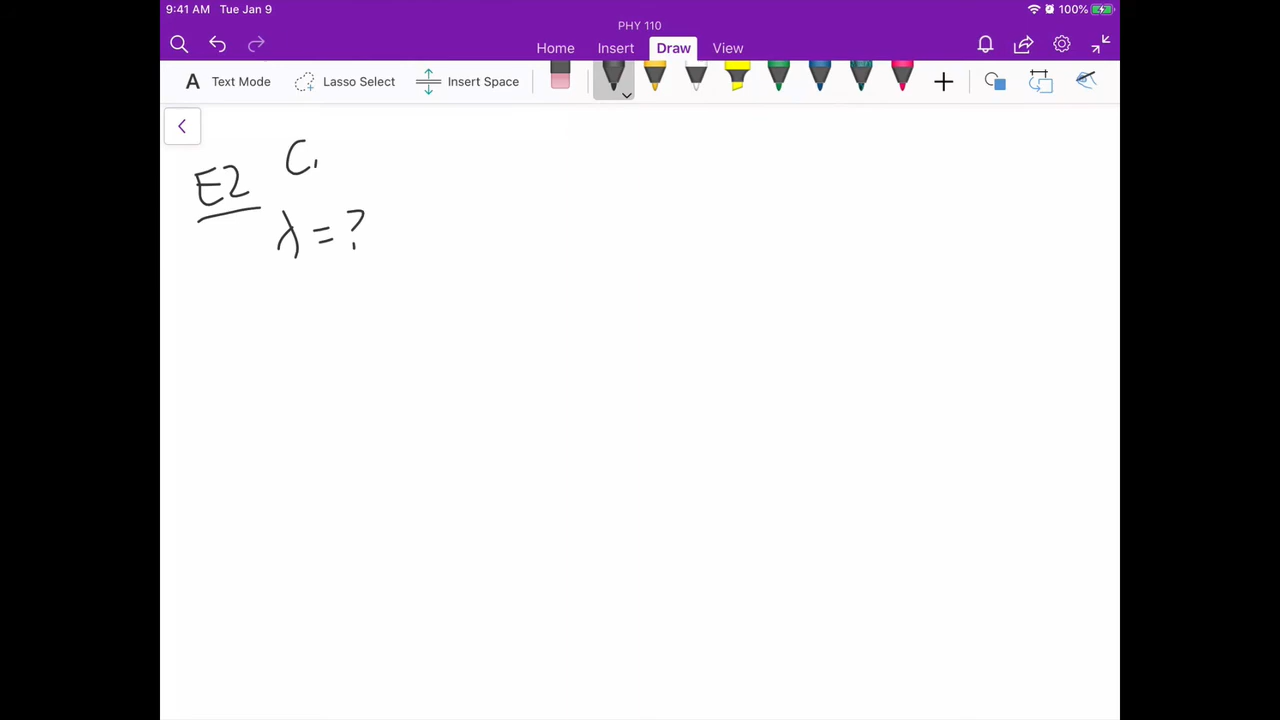 9:41 AM Tue Jan 9
100%
PHY 110
Home Insert Draw View
A Text Mode Lasso Select Insert Space
E2 C
λ = ?